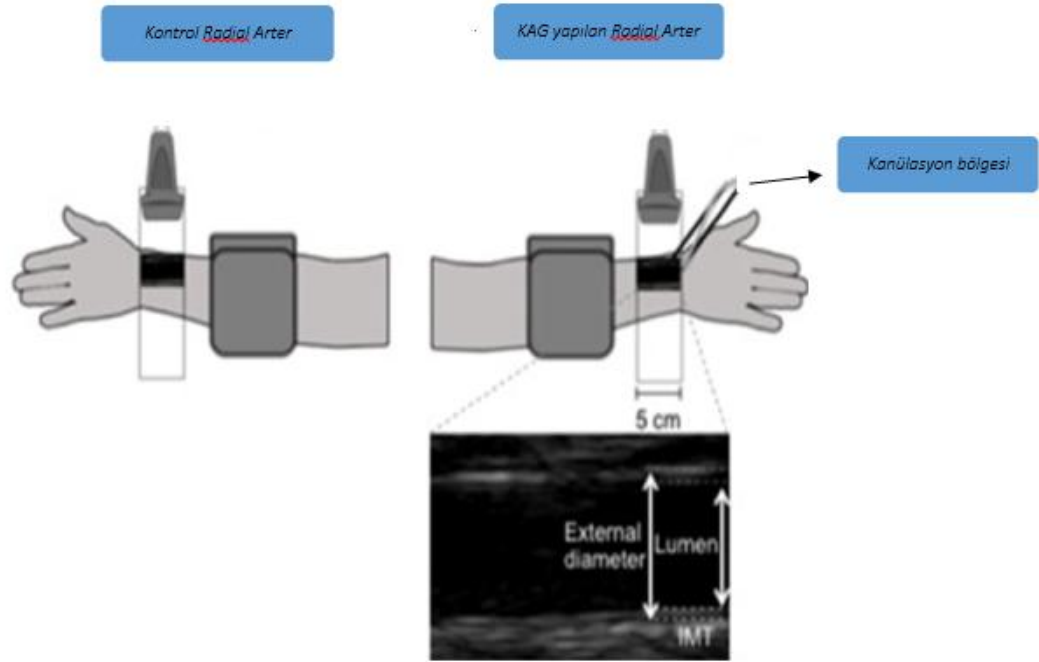 Kontrol Radial Arter
KAG yapılan Radial Arter
Kanülasyon bölgesi
5 cm
External
diameter
Lumen
IMT